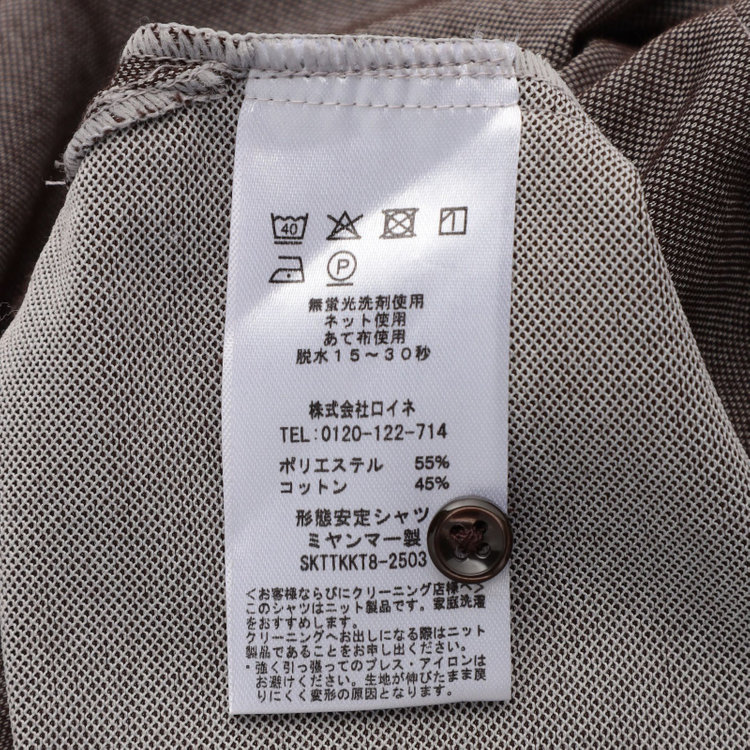 40
P
無蛍光洗剤使用
ネット使用
あて布使用
脱水15～30秒
株式会社ロイネ
TEL:0120-122-714
ポリエステル 55%
コットン 45%
形態安定シャツ
ミヤンマー製
SKTTKKT8-2503
<お客様ならびにクリーニング店様へ>
このシャツはニット製品です。家庭洗濯
をおすすめします。
クリーニングへお出しになる際はニット
製品であることをお申し出ください。
・強く引っ張ってのプレス・アイロンは
お避けください。生地が伸びたまま戻
りにくく変形の原因となります。